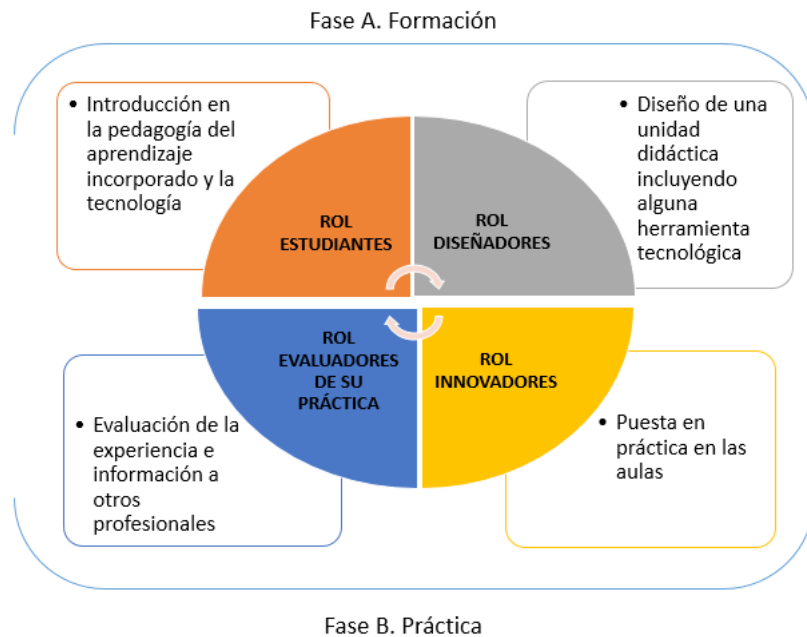 Fase A. Formación
• Introducción en
la pedagogía del
aprendizaje
incorporado y la
tecnología
ROL
ESTUDIANTES
ROL
DISEÑADORES
• Diseño de una
unidad
didáctica
incluyendo
alguna
herramienta
tecnológica
ROL
EVALUADORES
DE SU
PRÁCTICA
ROL
INNOVADORES
• Evaluación de la
experiencia e
información a
otros
profesionales
• Puesta en
práctica en las
aulas
Fase B. Práctica